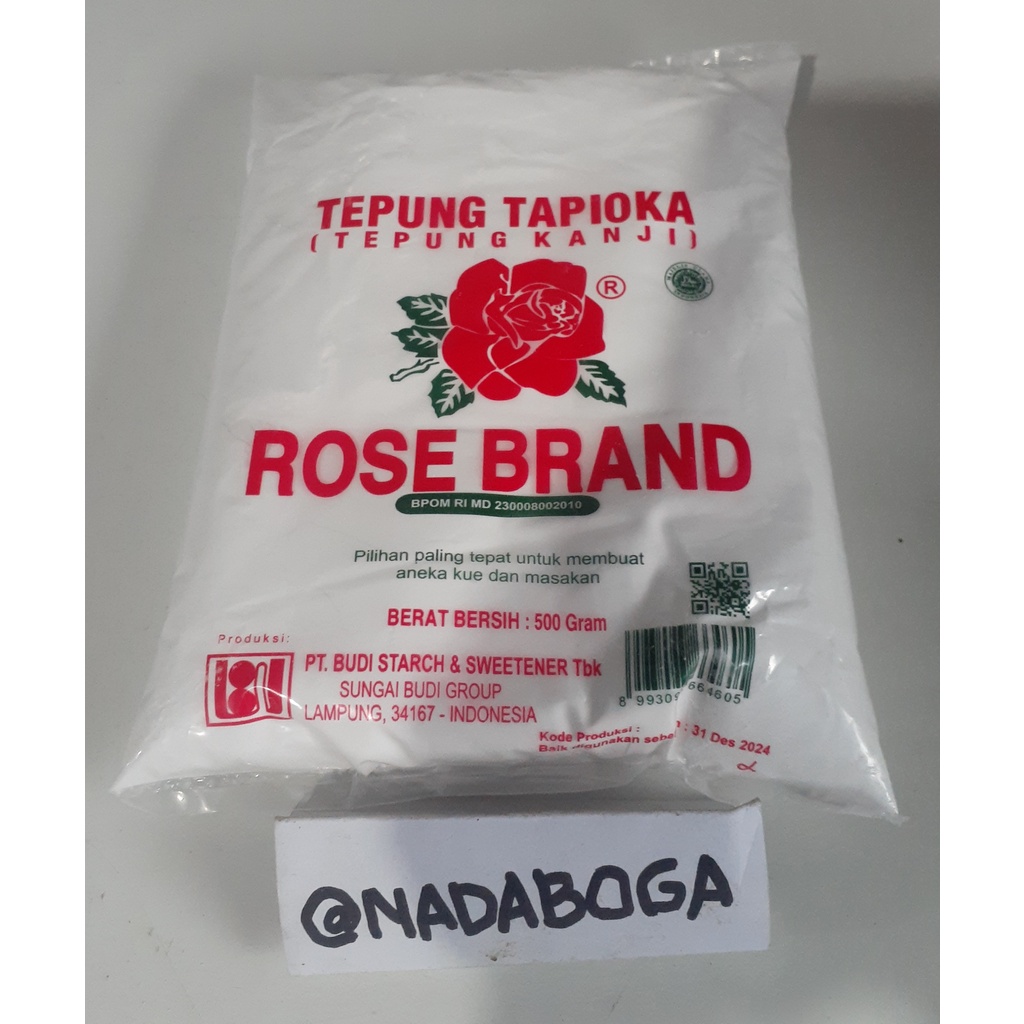 TEPUNG TAPIOKA
(TEPUNG KANJI)
®
ROSE BRAND
BPOM RI MD 230008002010
Pilihan paling tepat untuk membuat
aneka kue dan masakan
BERAT BERSIH : 500 Gram
Produksi:
PT. BUDI STARCH & SWEETENER Tbk
SUNGAI BUDI GROUP
LAMPUNG, 34167 - INDONESIA
Kode Produksi :
Baik digunakan : 31 Des 2024
@NADABOGA